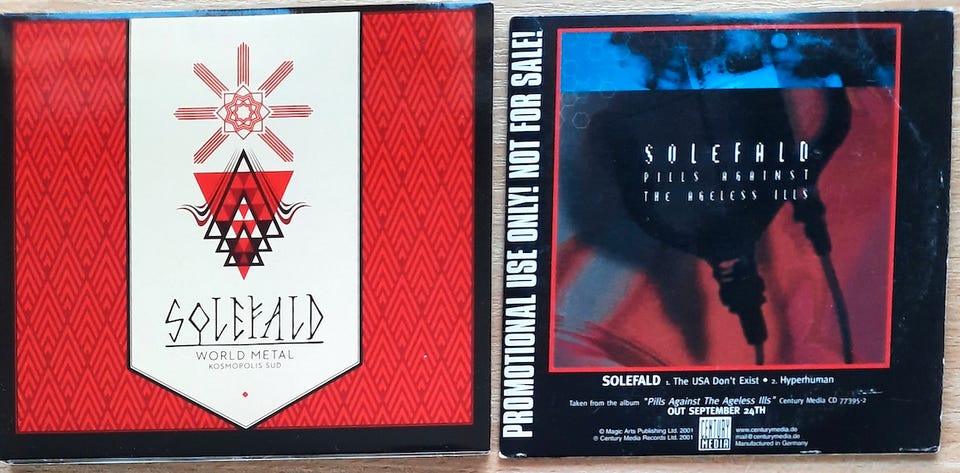 SOLEFALD
WORLD METAL
KOSMOPOLIS SUD
PROMOTIONAL USE ONLY! NOT FOR SALE!
SOLEFALD
PILLS AGAINST
THE AGELESS ILLS
SOLEFALD 1. The USA Don't Exist • 2. Hyperhuman
Taken from the album "Pills Against The Ageless Ills" Century Media CD 77395-2
OUT SEPTEMBER 24TH
© Magic Arts Publishing Ltd. 2001
℗ Century Media Records Ltd. 2001
CENTURY
MEDIA
www.centurymedia.de
mail@centurymedia.de
Manufactured in Germany